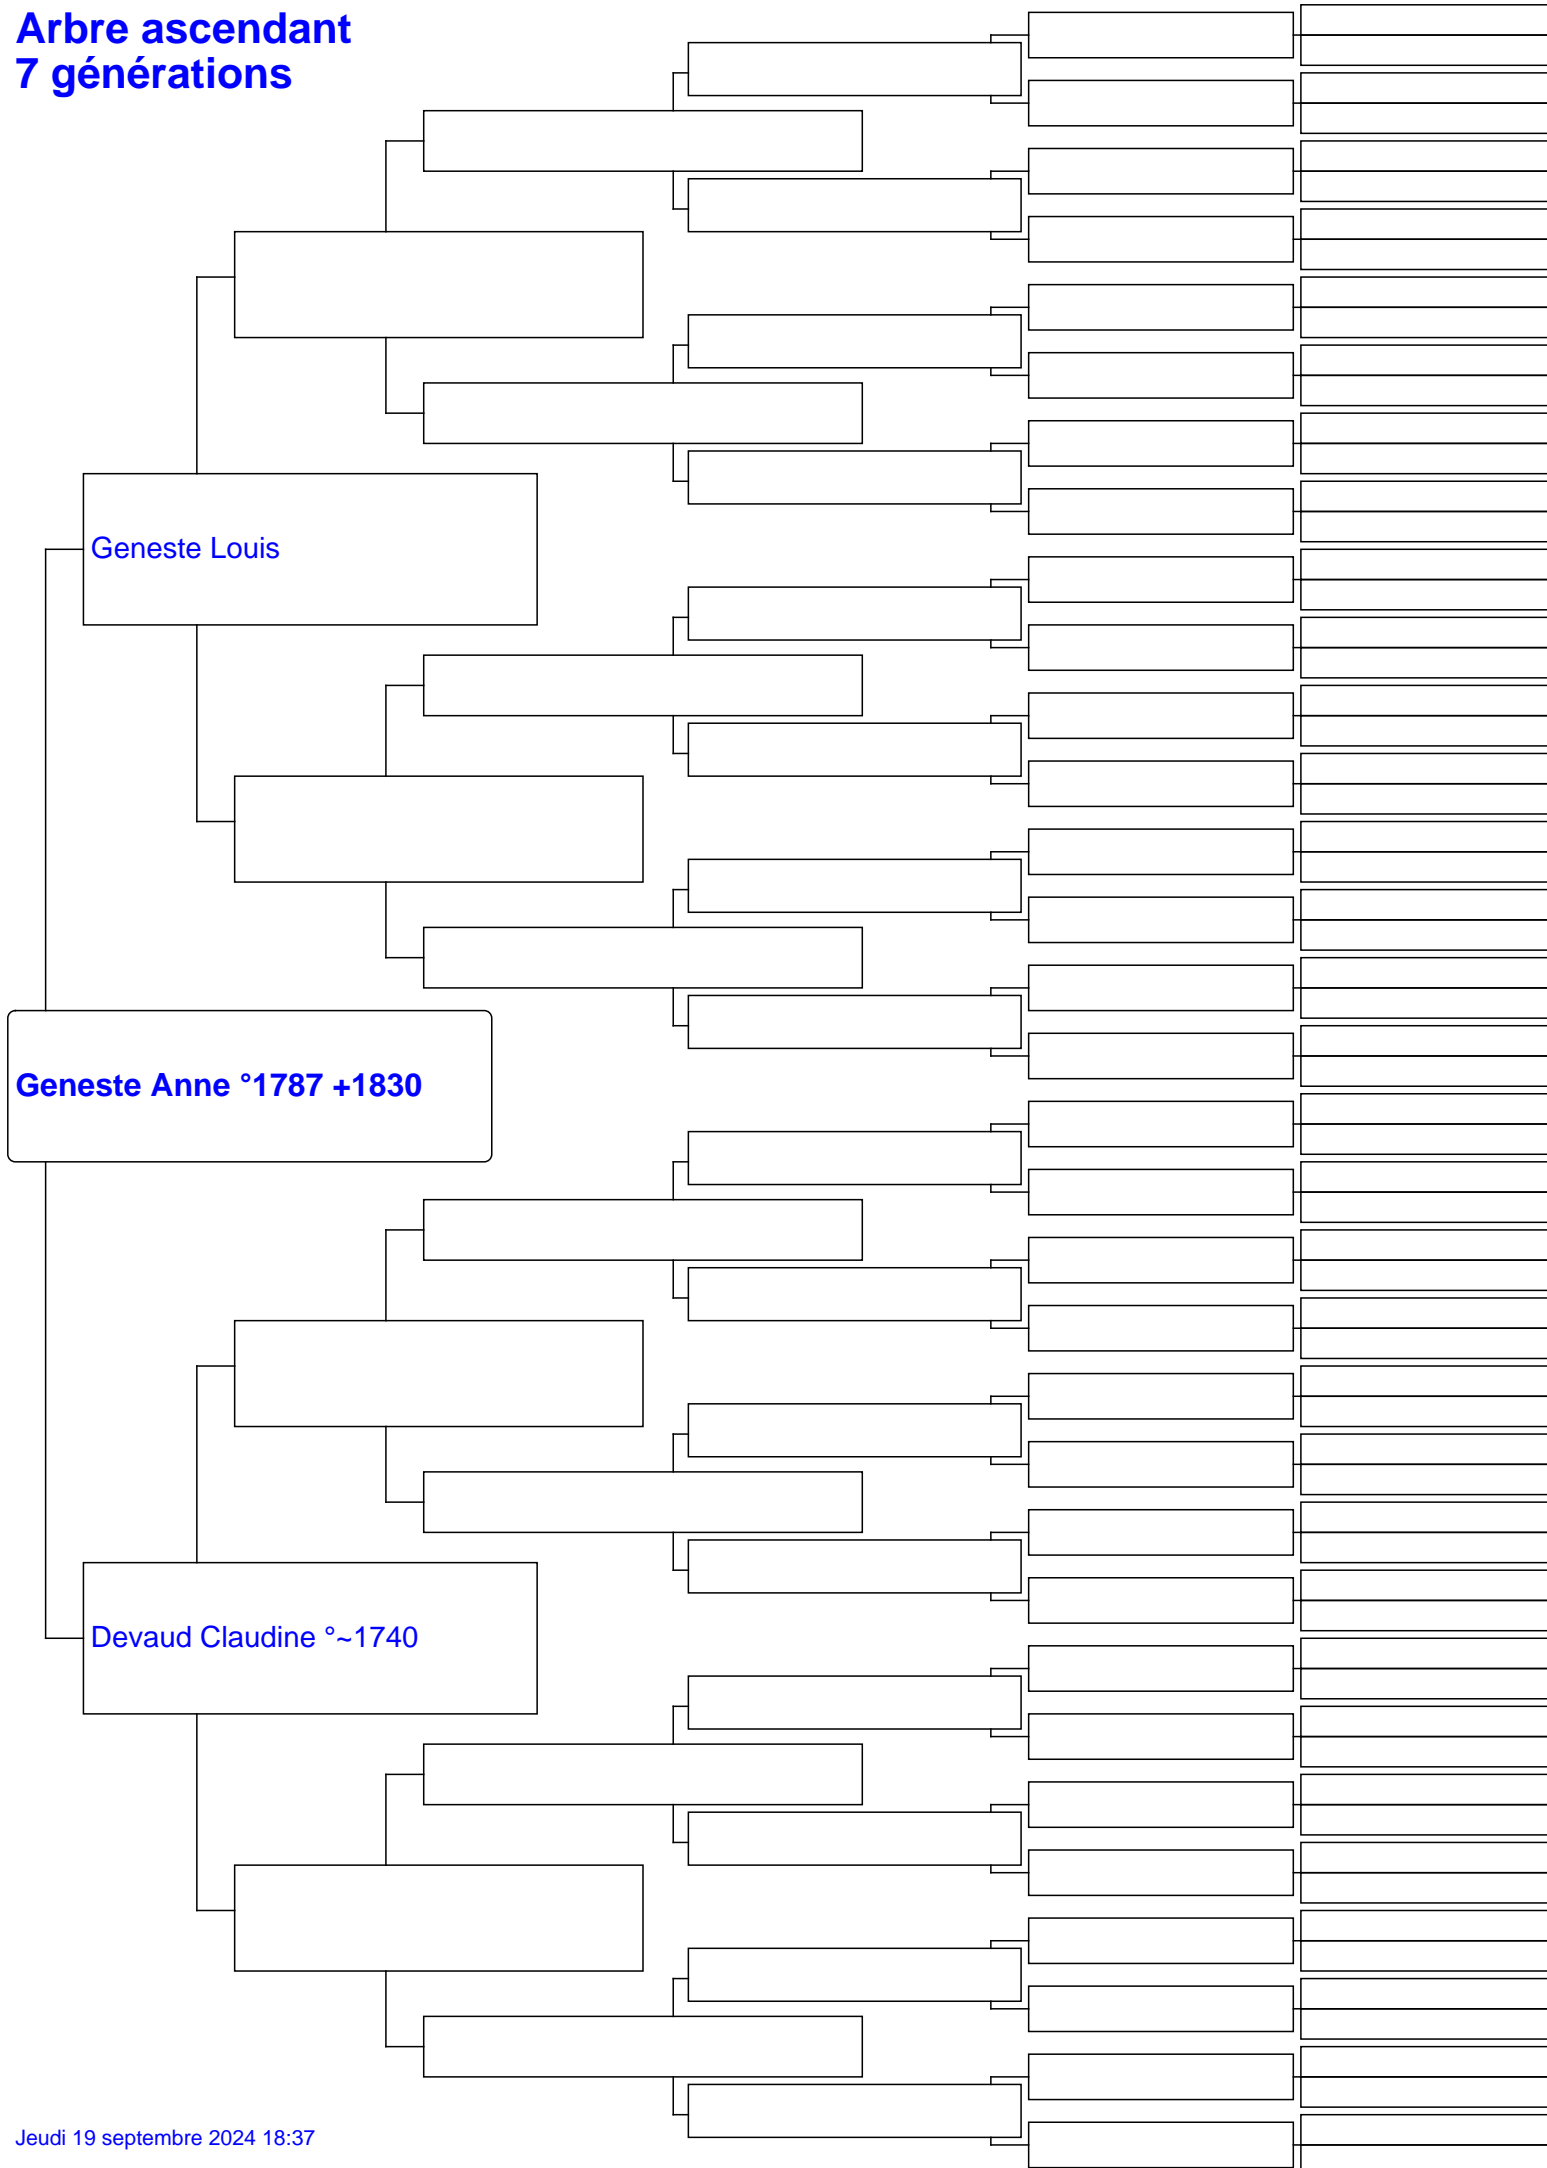 Arbre ascendant
7 générations
Geneste Louis
Geneste Anne °1787 +1830
Devaud Claudine °~1740
Jeudi 19 septembre 2024 18:37